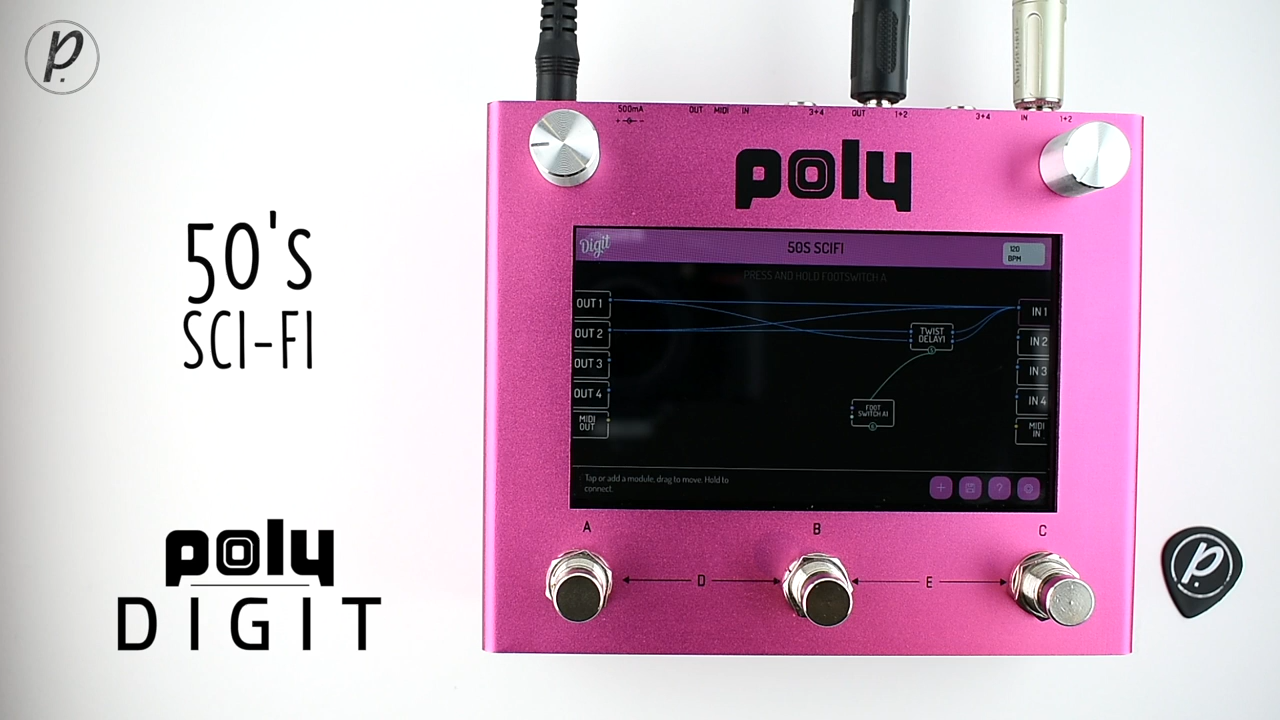 p.
50's
SCI-FI
poly
DIGIT
500mA
OUT MIDI IN
3+4 OUT 1+2
3+4 IN 1+2
poly
Digit
50S SCIFI
120
BPM
PRESS AND HOLD FOOTSWITCH A
OUT 1
OUT 2
OUT 3
OUT 4
MIDI
OUT
TWIST
DELAY1
FOOT
SWITCH A1
IN 1
IN 2
IN 3
IN 4
MIDI
IN
Tap or add a module, drag to move. Hold to
connect.
+ ?
A B C
D E
p.